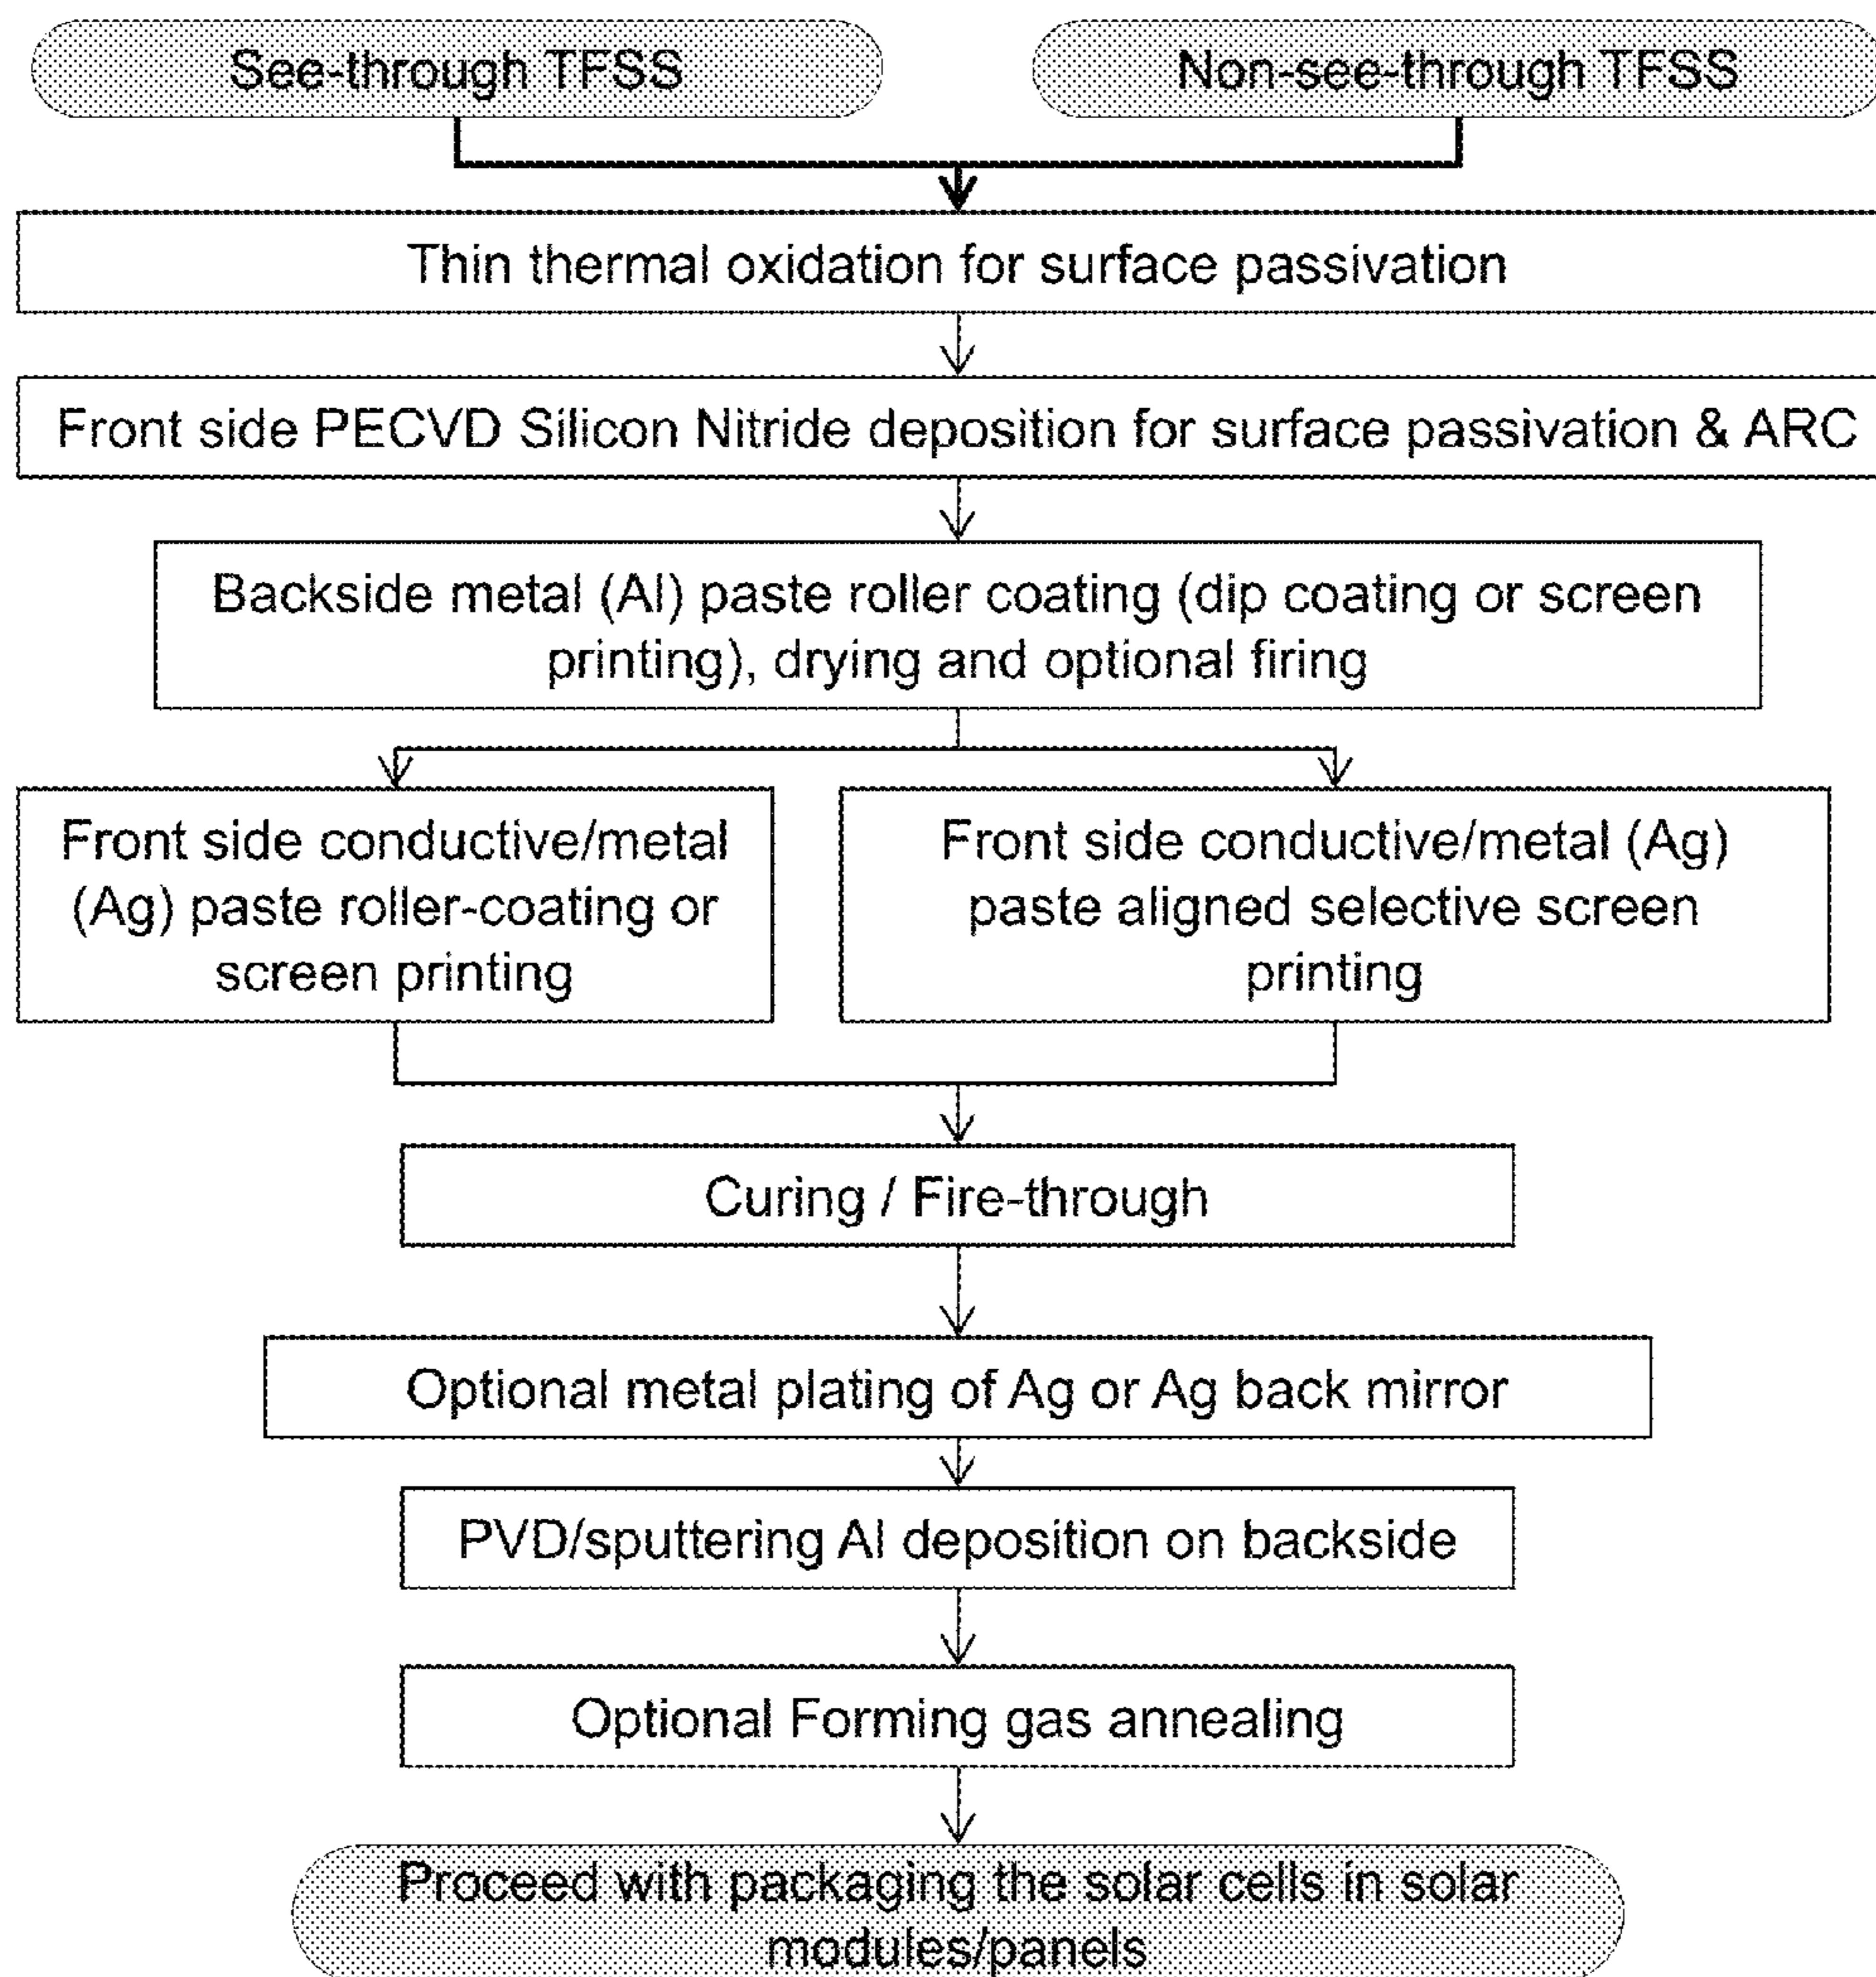 See-through TFSS
Non-see-through TFSS
Thin thermal oxidation for surface passivation
Front side PECVD Silicon Nitride deposition for surface passivation & ARC
Backside metal (Al) paste roller coating (dip coating or screen
printing), drying and optional firing
Front side conductive/metal
(Ag) paste roller-coating or
screen printing
Front side conductive/metal (Ag)
paste aligned selective screen
printing
Curing / Fire-through
Optional metal plating of Ag or Ag back mirror
PVD/sputtering Al deposition on backside
Optional Forming gas annealing
Proceed with packaging the solar cells in solar
modules/panels